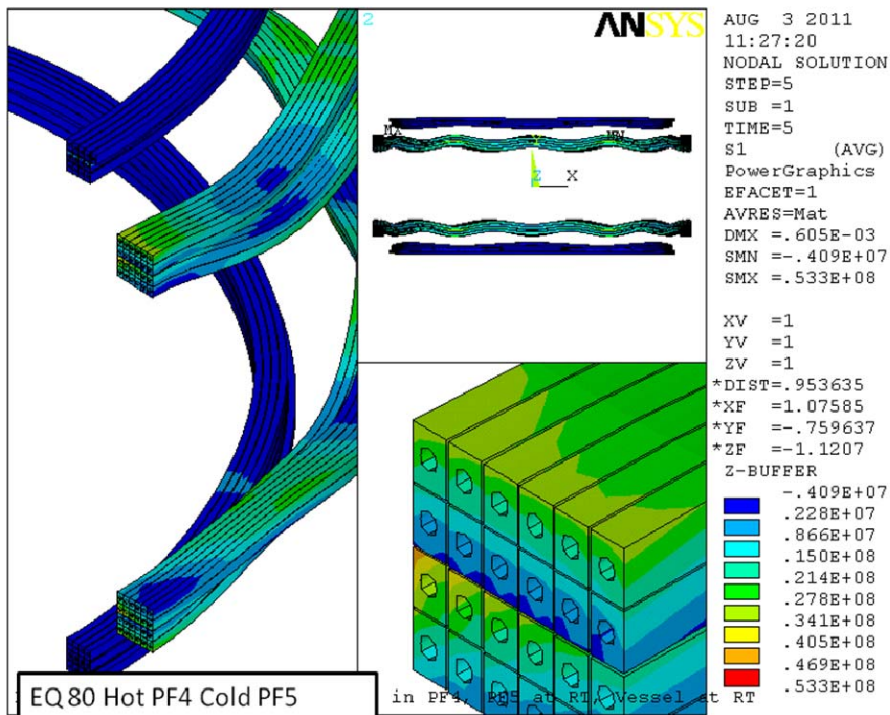 2
ANSYS
MX
MN
Y
Z
X
AUG 3 2011
11:27:20
NODAL SOLUTION
STEP=5
SUB =1
TIME=5
S1 (AVG)
PowerGraphics
EFACET=1
AVRES=Mat
DMX =.605E-03
SMN =-.409E+07
SMX =.533E+08
XV =1
YV =1
ZV =1
*DIST=.953635
*XF =1.07585
*YF =-.759637
*ZF =-1.1207
Z-BUFFER
-.409E+07
.228E+07
.866E+07
.150E+08
.214E+08
.278E+08
.341E+08
.405E+08
.469E+08
.533E+08
EQ 80 Hot PF4 Cold PF5
in PF4, PF5 at RT, Vessel at RT